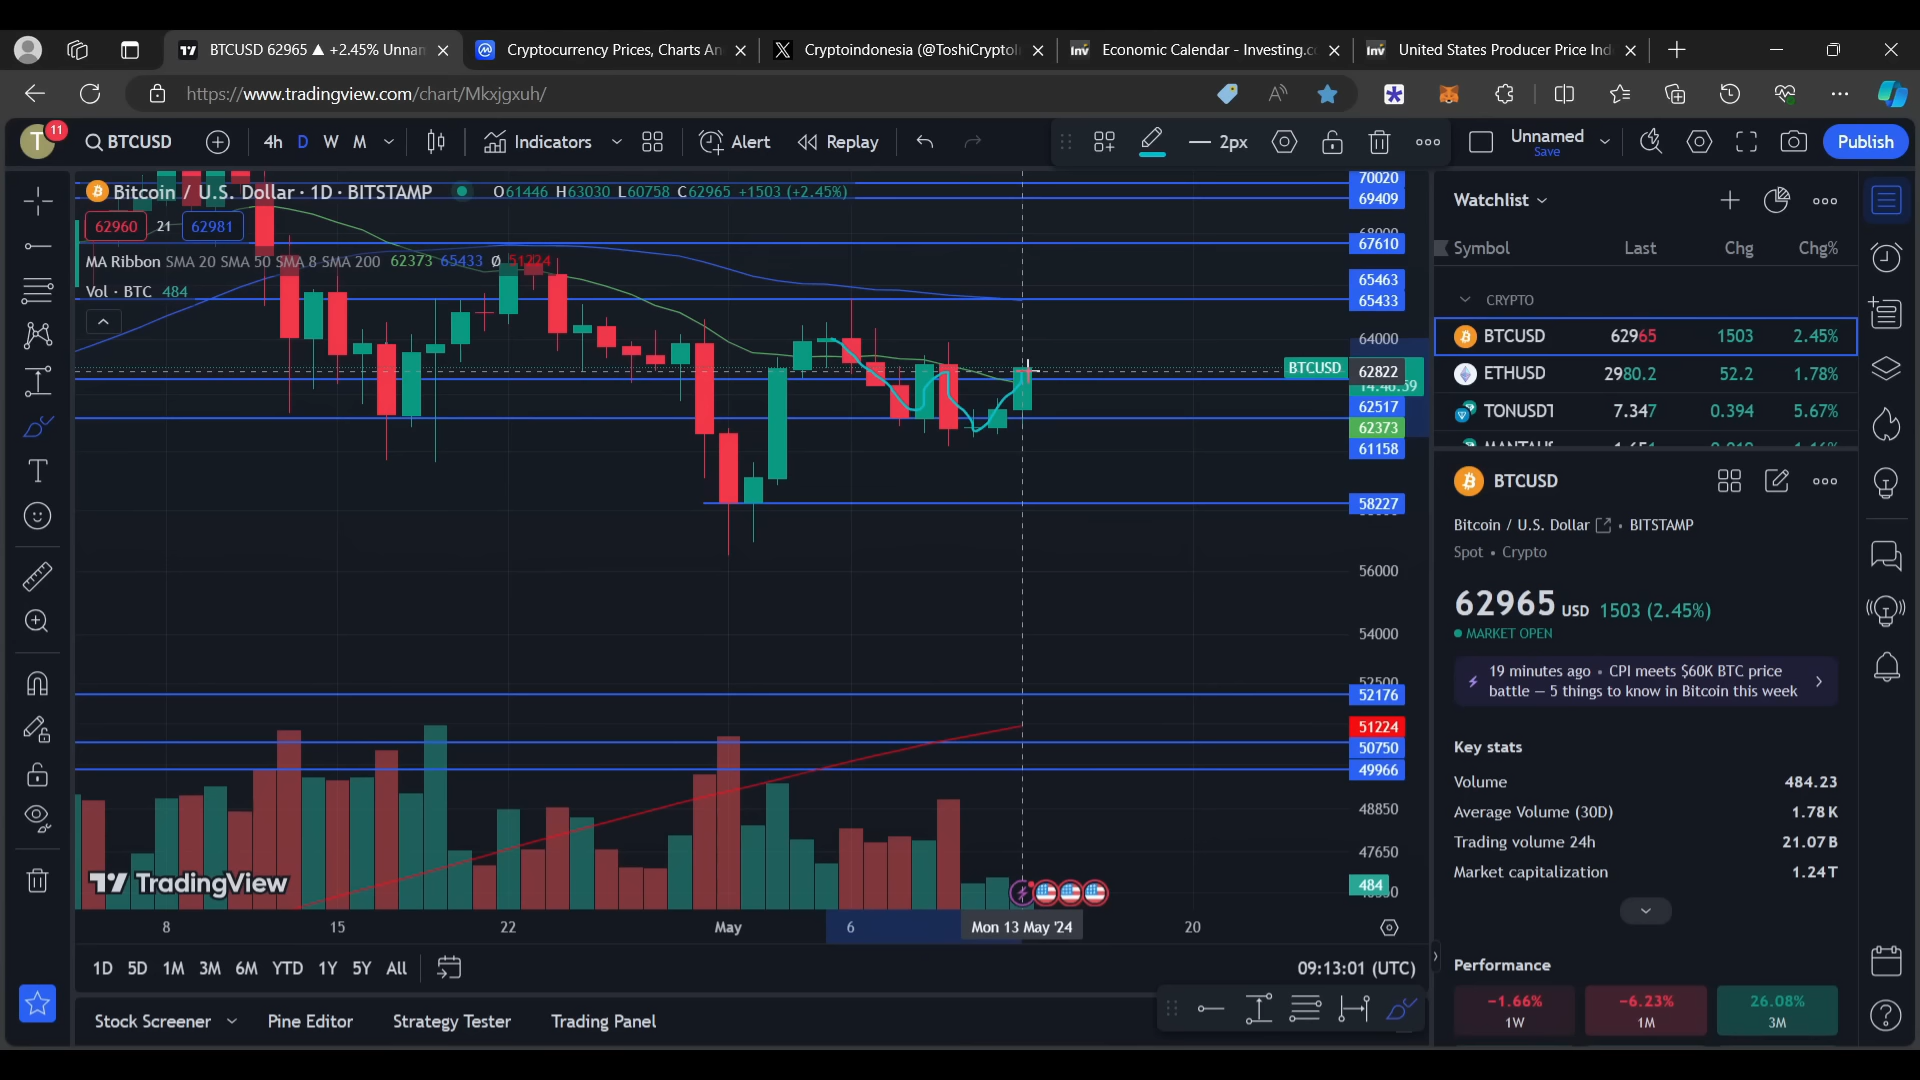 BTCUSD 62965 ▲ +2.45% Unnan
Cryptocurrency Prices, Charts An
Cryptoindonesia (@ToshiCryptoI
Economic Calendar - Investing.c
United States Producer Price Ind
https://www.tradingview.com/chart/Mkxjgxuh/
T 11
BTCUSD
4h D W M
Indicators
Alert
Replay
2px
Unnamed
Save
Publish
Bitcoin / U.S. Dollar · 1D · BITSTAMP
O61446 H63030 L60758 C62965 +1503 (+2.45%)
62960 21 62981
MA Ribbon SMA 20 SMA 50 SMA 8 SMA 200 62373 65433 Ø 51224
Vol · BTC 484
70020
69409
68000
67610
65463
65433
64000
BTCUSD
62822
14:46:59
62517
62373
61158
58227
56000
54000
52500
52176
51224
50750
49966
48850
47650
484
TradingView
8 15 22 May 6 Mon 13 May '24 20
1D 5D 1M 3M 6M YTD 1Y 5Y All
09:13:01 (UTC)
Stock Screener Pine Editor Strategy Tester Trading Panel
Watchlist
Symbol Last Chg Chg%
CRYPTO
BTCUSD 62965 1503 2.45%
ETHUSD 2980.2 52.2 1.78%
TONUSDT 7.347 0.394 5.67%
BTCUSD
Bitcoin / U.S. Dollar • BITSTAMP
Spot • Crypto
62965 USD 1503 (2.45%)
MARKET OPEN
19 minutes ago • CPI meets $60K BTC price
battle — 5 things to know in Bitcoin this week
Key stats
Volume 484.23
Average Volume (30D) 1.78K
Trading volume 24h 21.07B
Market capitalization 1.24T
Performance
−1.66% −6.23% 26.08%
1W 1M 3M